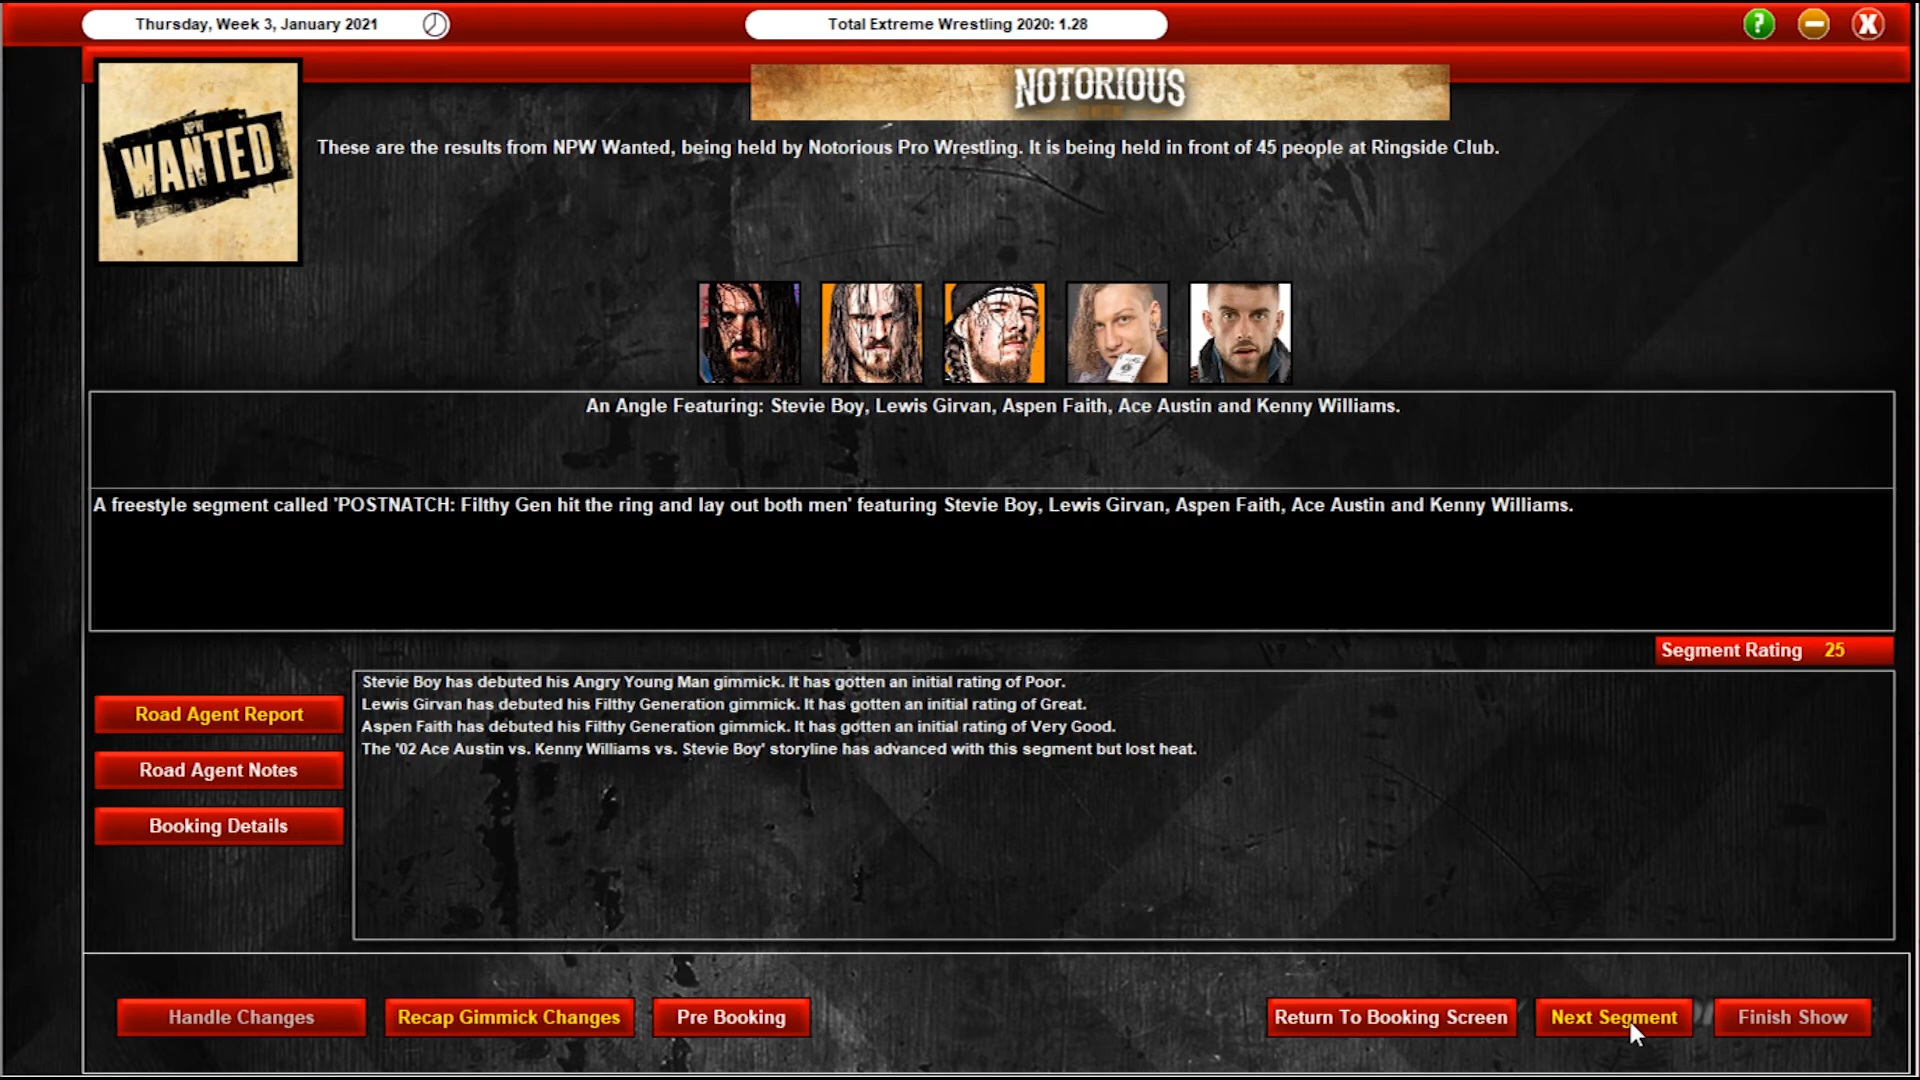 Thursday, Week 3, January 2021
Total Extreme Wrestling 2020: 1.28
?
X
NPW
WANTED
NOTORIOUS
These are the results from NPW Wanted, being held by Notorious Pro Wrestling. It is being held in front of 45 people at Ringside Club.
An Angle Featuring: Stevie Boy, Lewis Girvan, Aspen Faith, Ace Austin and Kenny Williams.
A freestyle segment called 'POSTNATCH: Filthy Gen hit the ring and lay out both men' featuring Stevie Boy, Lewis Girvan, Aspen Faith, Ace Austin and Kenny Williams.
Segment Rating 25
Road Agent Report
Road Agent Notes
Booking Details
Stevie Boy has debuted his Angry Young Man gimmick. It has gotten an initial rating of Poor.
Lewis Girvan has debuted his Filthy Generation gimmick. It has gotten an initial rating of Great.
Aspen Faith has debuted his Filthy Generation gimmick. It has gotten an initial rating of Very Good.
The '02 Ace Austin vs. Kenny Williams vs. Stevie Boy' storyline has advanced with this segment but lost heat.
Handle Changes
Recap Gimmick Changes
Pre Booking
Return To Booking Screen
Next Segment
Finish Show